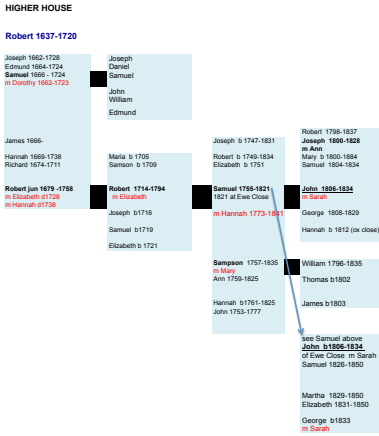 HIGHER HOUSE
Robert 1637-1720
Joseph 1662-1728
Edmund 1664-1724
Samuel 1666 - 1724
m Dorothy 1662-1723
James 1666-
Hannah 1669-1738
Richard 1674-1711
Robert jun 1679 -1758
m Elizabeth d1728
m Hannah d1738
Joseph
Daniel
Samuel
John
William
Edmund
Maria b 1705
Samson b 1709
Robert 1714-1794
m Elizabeth
Joseph b1716
Samuel b1719
Elizabeth b 1721
Joseph b 1747-1831
Robert b 1749-1834
Elizabeth b 1751
Samuel 1755-1821
1821 at Ewe Close
m Hannah 1773-1841
Sampson 1757-1835
m Mary
Ann 1759-1825
Hannah b1761-1825
John 1753-1777
Robert 1798-1837
Joseph 1800-1828
m Ann
Mary b 1800-1884
Samuel 1804-1834
John 1806-1834
m Sarah
George 1808-1829
Hannah b 1812 (ox close)
William 1796-1835
Thomas b1802
James b1803
see Samuel above
John b1806-1834
of Ewe Close m Sarah
Samuel 1826-1850
Martha 1829-1850
Elizabeth 1831-1850
George b1833
m Sarah